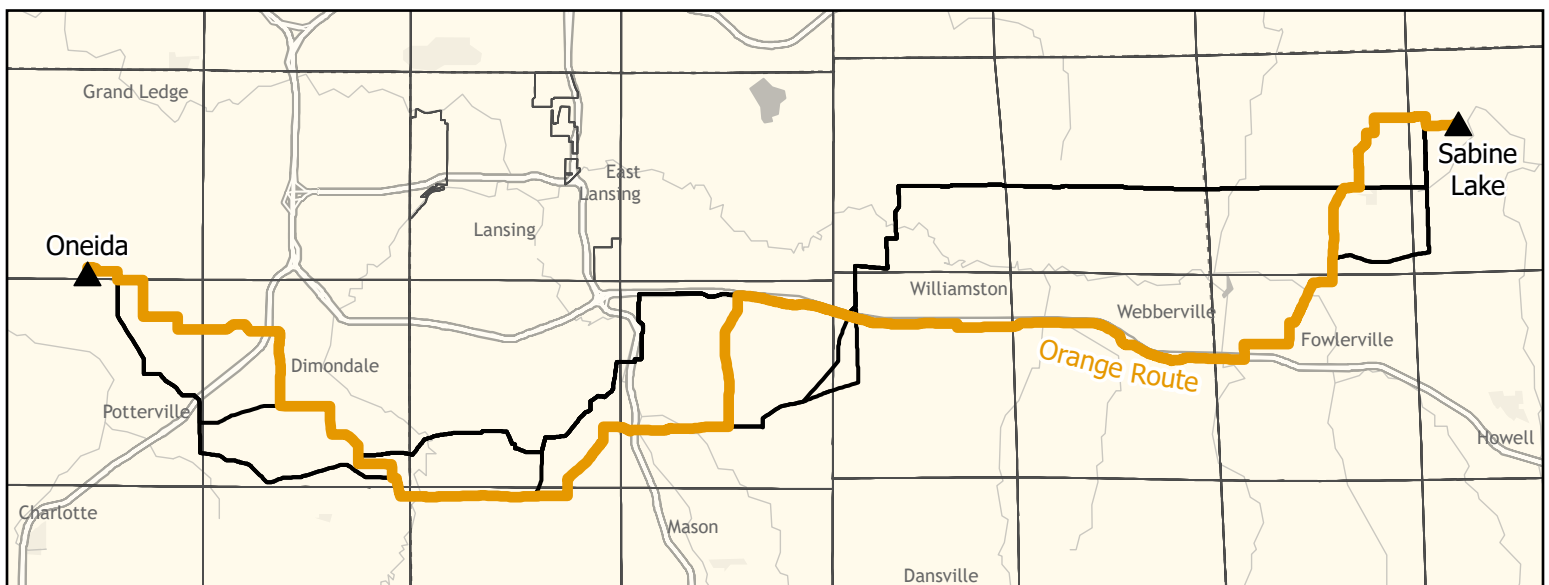 Grand Ledge
Sabine
Lake
East
Lansing
Lansing
Oneida
Williamston
Webberville
Fowlerville
Orange Route
Dimondale
Potterville
Howell
Charlotte
Mason
Dansville